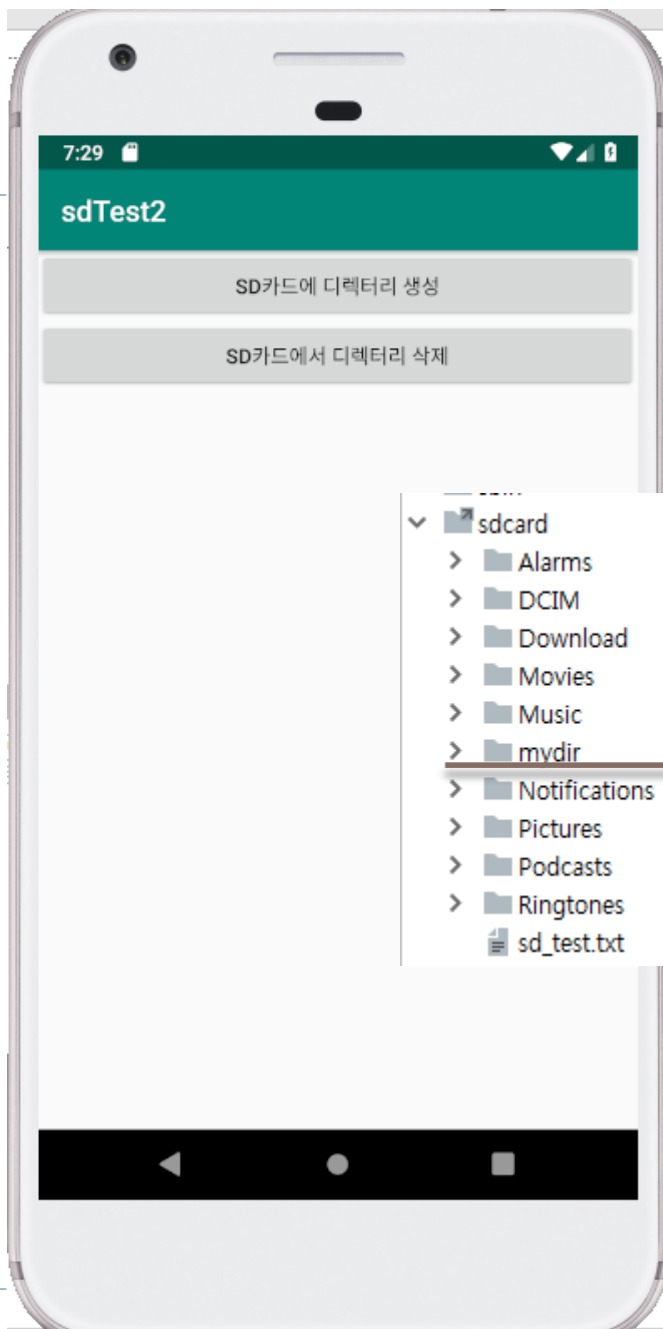 7:29
sdTest2
SD카드에 디렉터리 생성
SD카드에서 디렉터리 삭제
sdcard
Alarms
DCIM
Download
Movies
Music
mydir
Notifications
Pictures
Podcasts
Ringtones
sd_test.txt